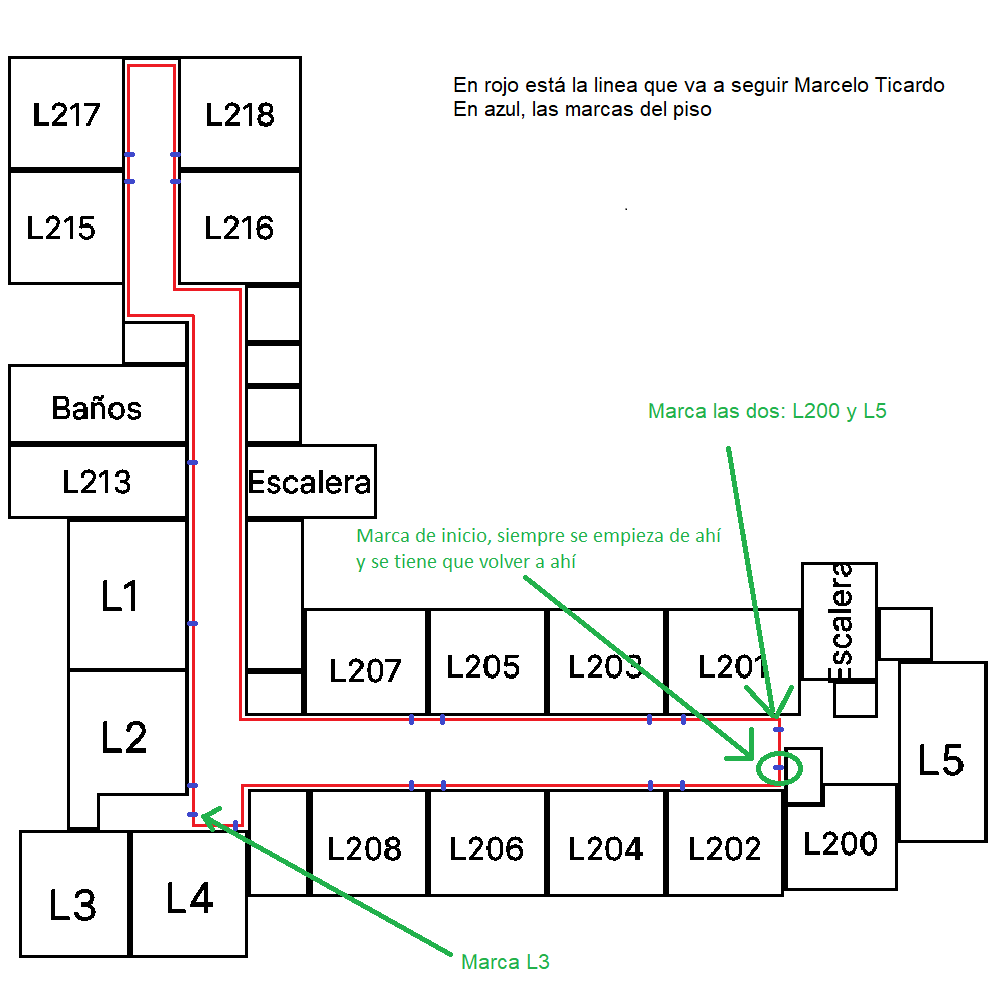 En rojo está la linea que va a seguir Marcelo Ticardo
En azul, las marcas del piso
L217
L218
L215
L216
Baños
Marca las dos: L200 y L5
L213
Escalera
Marca de inicio, siempre se empieza de ahí
y se tiene que volver a ahí
L1
Escalera
L207
L205
L203
L201
L2
L5
L208
L206
L204
L202
L200
L3
L4
Marca L3